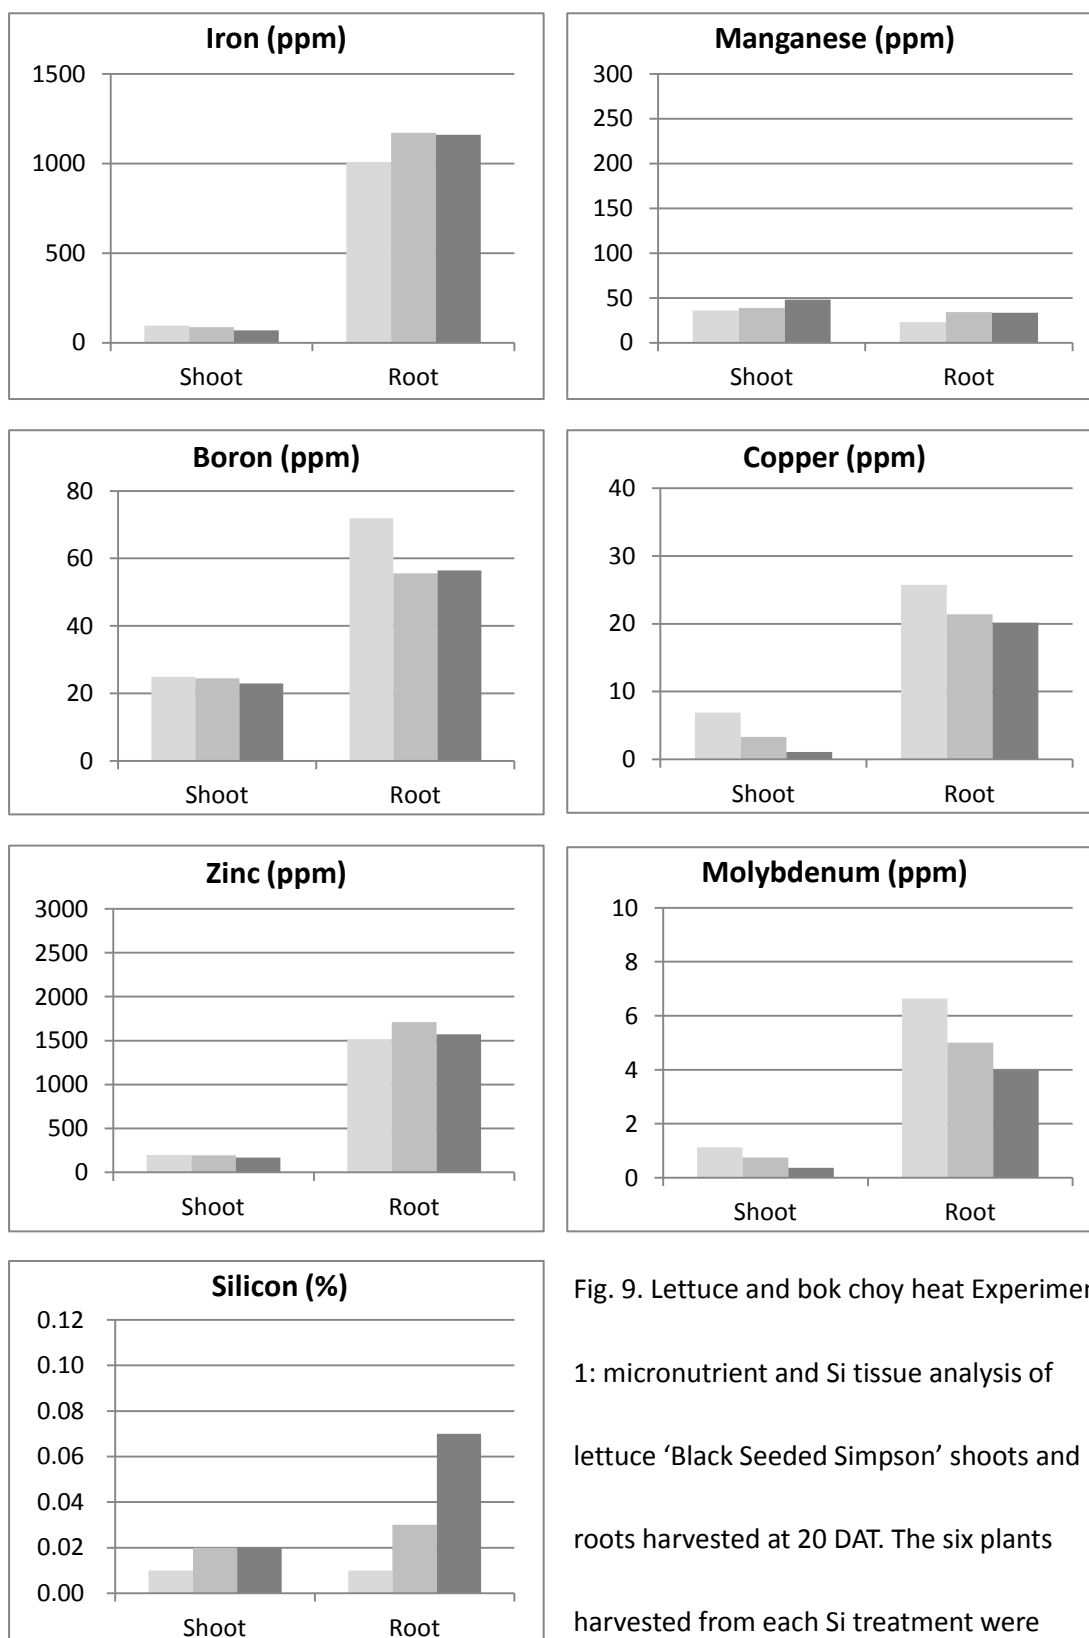 Iron (ppm)
1500
1000
500
0
Shoot Root
Manganese (ppm)
300
250
200
150
100
50
0
Shoot Root
Boron (ppm)
80
60
40
20
0
Shoot Root
Copper (ppm)
40
30
20
10
0
Shoot Root
Zinc (ppm)
3000
2500
2000
1500
1000
500
0
Shoot Root
Molybdenum (ppm)
10
8
6
4
2
0
Shoot Root
Silicon (%)
0.12
0.10
0.08
0.06
0.04
0.02
0.00
Shoot Root
Fig. 9. Lettuce and bok choy heat Experimen
1: micronutrient and Si tissue analysis of
lettuce ‘Black Seeded Simpson’ shoots and
roots harvested at 20 DAT. The six plants
harvested from each Si treatment were